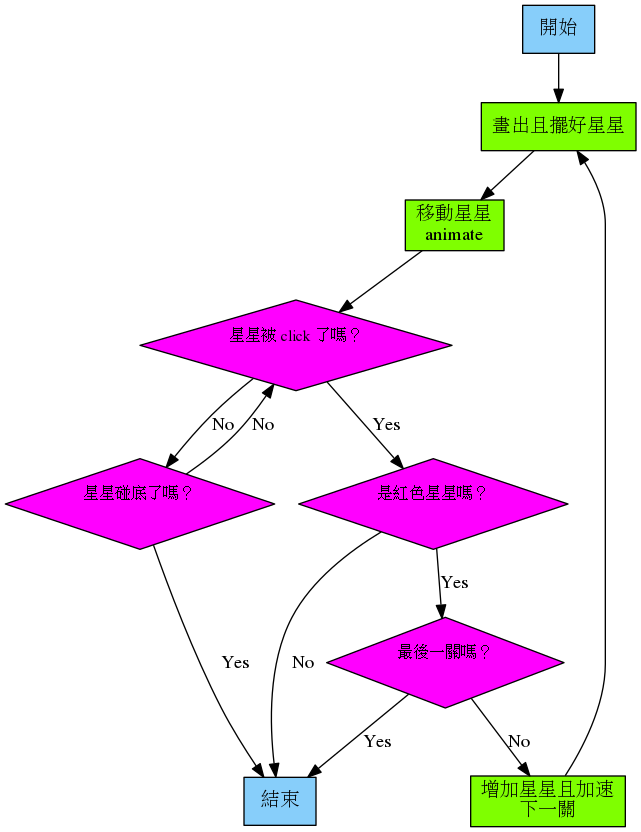 開始
畫出且擺好星星
移動星星
animate
星星被 click 了嗎？
No
No
Yes
星星碰底了嗎？
是紅色星星嗎？
Yes
最後一關嗎？
Yes
No
Yes
No
結束
增加星星且加速
下一關